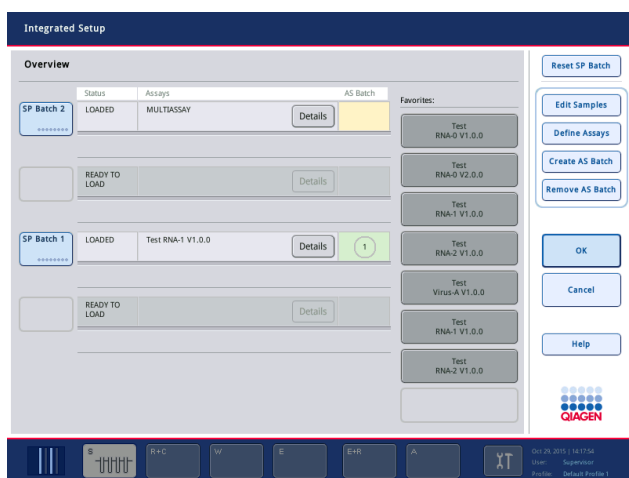 Integrated Setup
Overview
Status Assays AS Batch
SP Batch 2
LOADED MULTIASSAY Details
READY TO
LOAD
Details
SP Batch 1
LOADED Test RNA-1 V1.0.0 Details 1
READY TO
LOAD
Details
Favorites:
Test
RNA-0 V1.0.0
Test
RNA-0 V2.0.0
Test
RNA-1 V1.0.0
Test
RNA-2 V1.0.0
Test
Virus-A V1.0.0
Test
RNA-1 V1.0.0
Test
RNA-2 V1.0.0
Reset SP Batch
Edit Samples
Define Assays
Create AS Batch
Remove AS Batch
OK
Cancel
Help
QIAGEN
S R+C W E E+R A
Oct 29, 2015 | 14:17:54
User: Supervisor
Profile: Default Profile 1